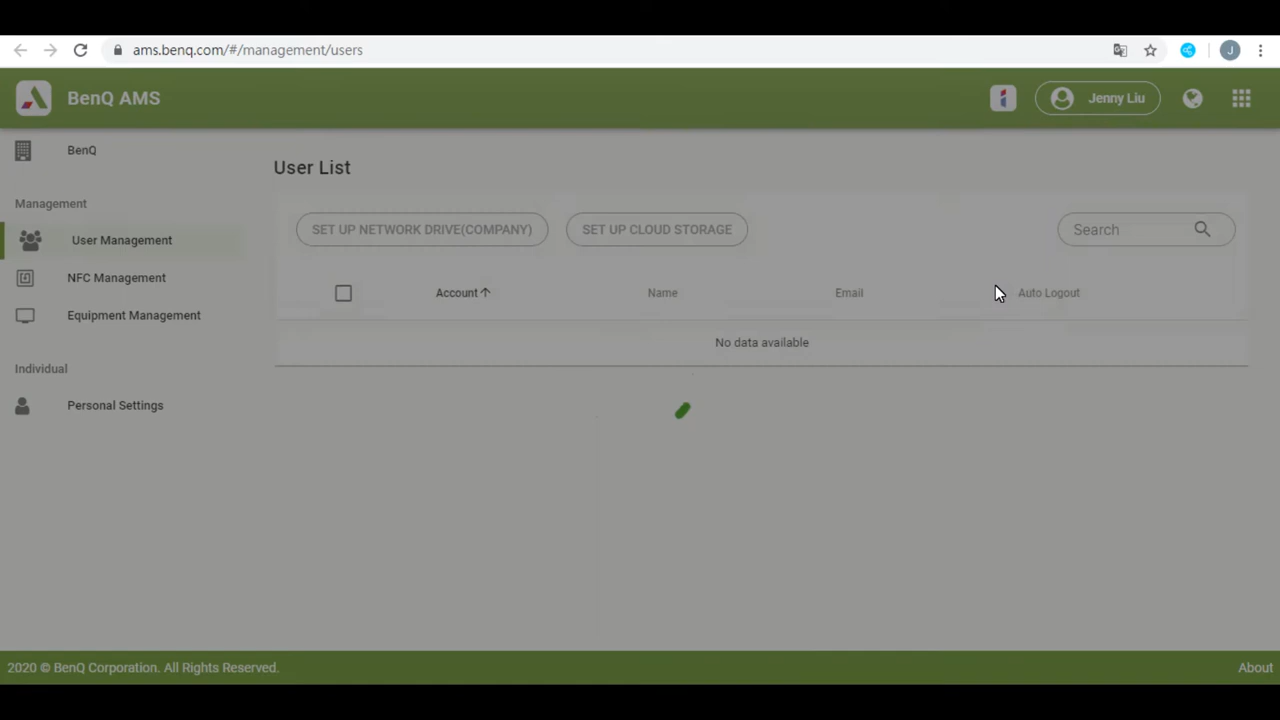 ams.benq.com/#/management/users
J
BenQ AMS
Jenny Liu
BenQ
Management
User Management
NFC Management
Equipment Management
Individual
Personal Settings
User List
SET UP NETWORK DRIVE(COMPANY) SET UP CLOUD STORAGE Search
Account Name Email Auto Logout
No data available
2020 © BenQ Corporation. All Rights Reserved. About